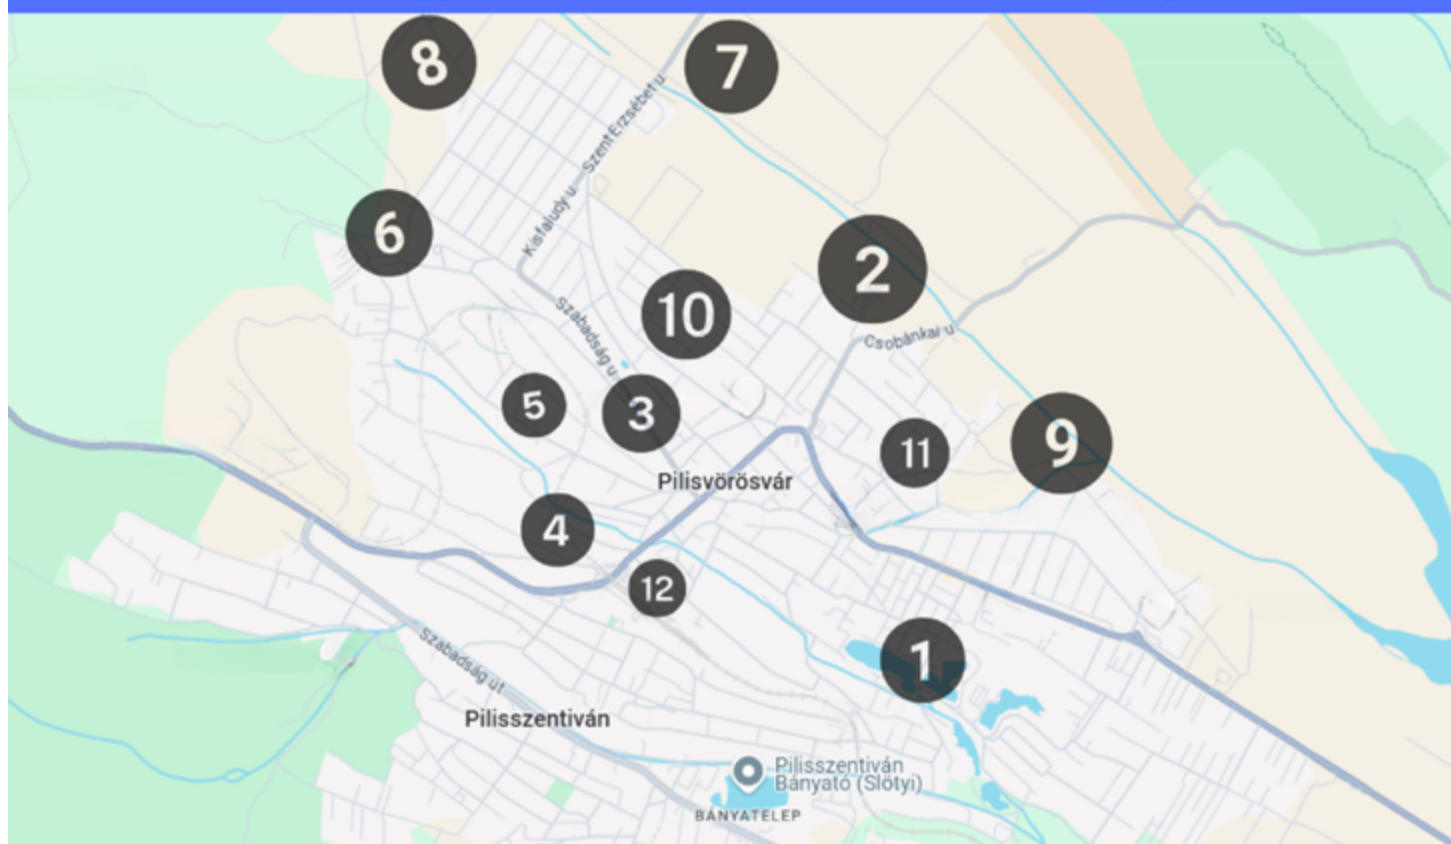 8
7
Szent Erzsébet u
Kisfaludy u.
6
2
10
Szabadság u.
Csobánkai u
5
3
11
9
Pilisvörösvár
4
12
1
Szabadság út
Pilisszentiván
Pilisszentiván
Bányató (Slötyi)
BÁNYATELEP